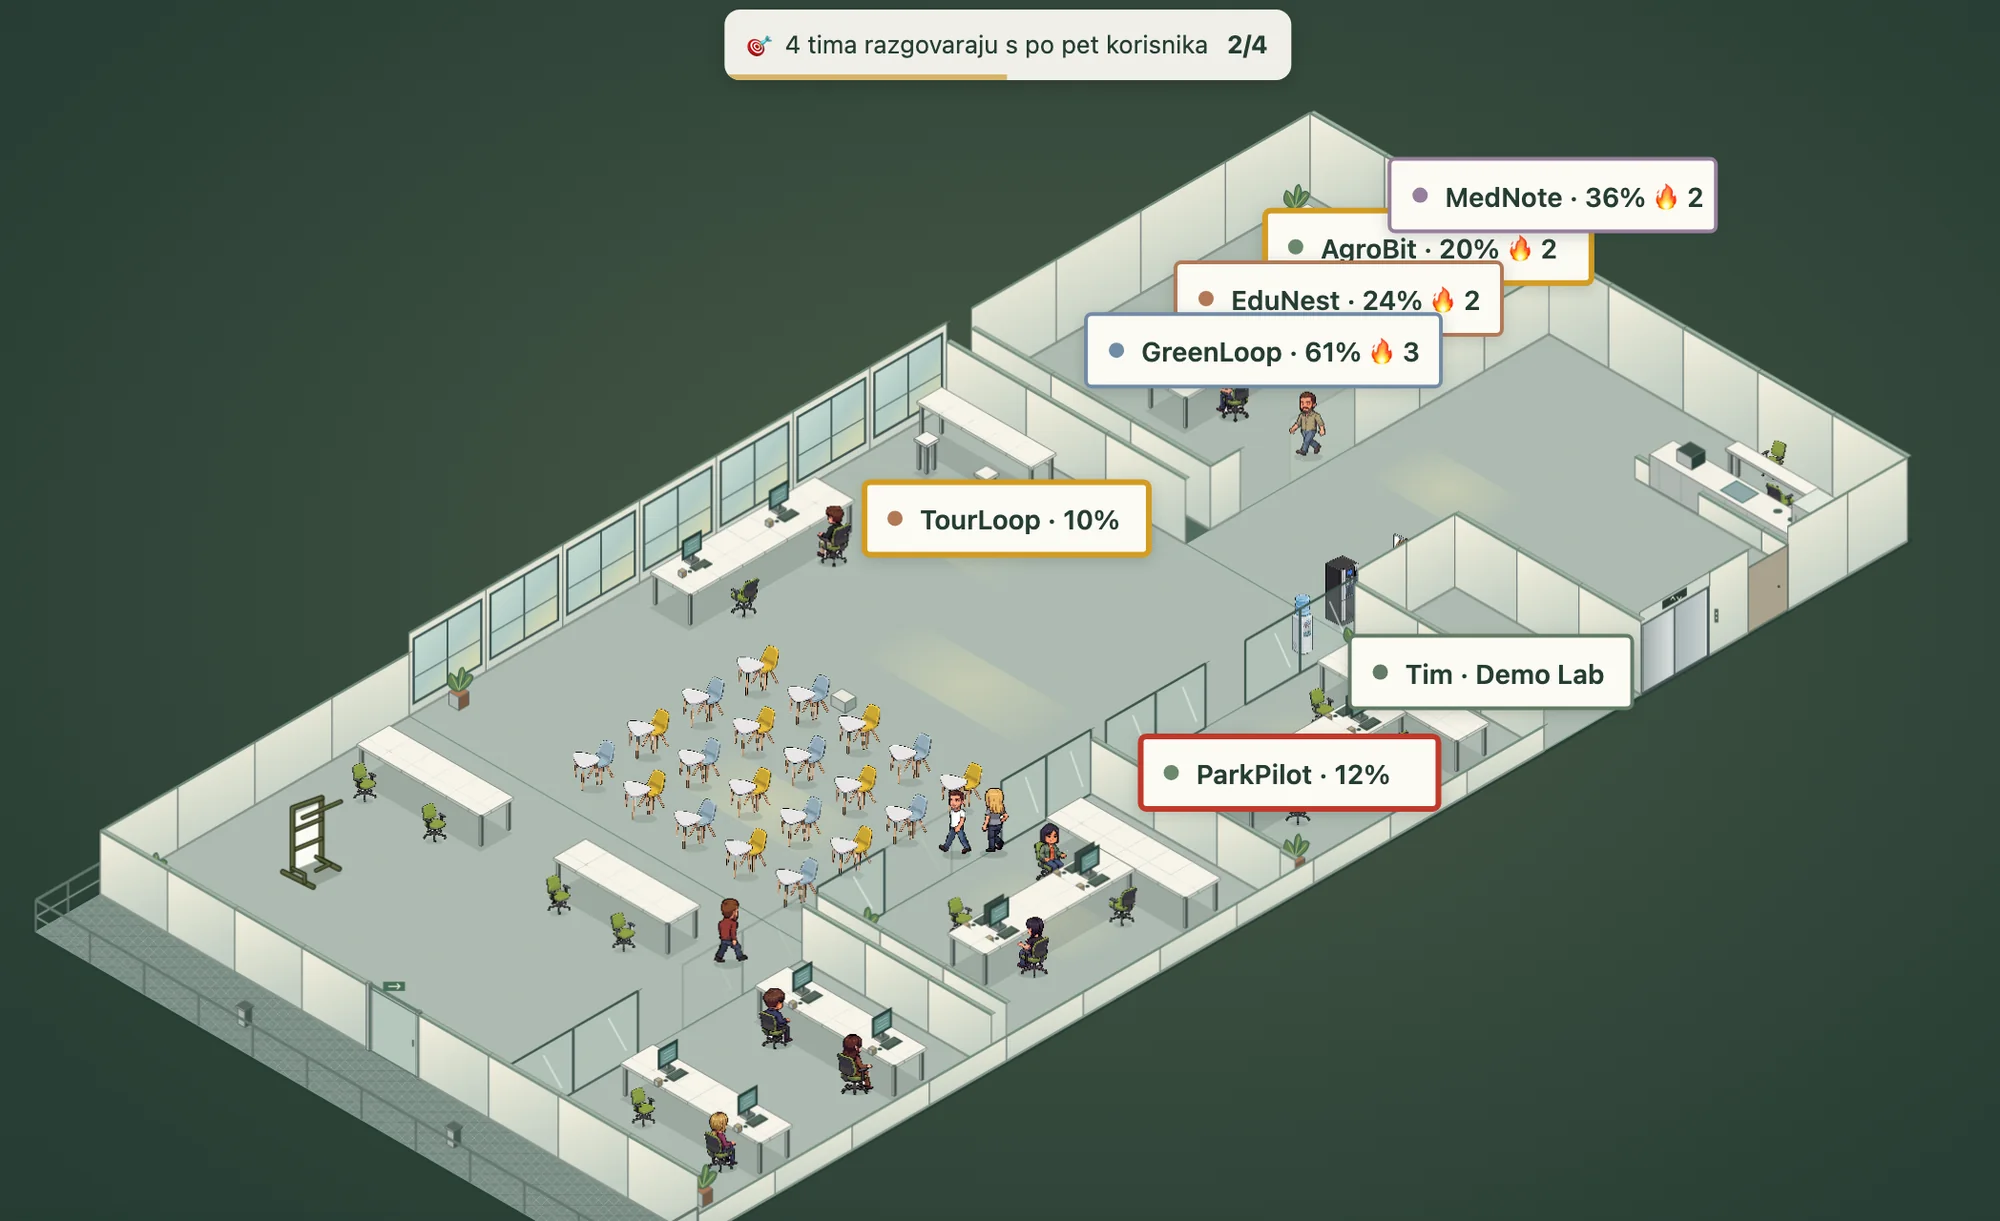 🎯 4 tima razgovaraju s po pet korisnika 2/4
MedNote · 36% 🔥 2
AgroBit · 20% 🔥 2
EduNest · 24% 🔥 2
GreenLoop · 61% 🔥 3
TourLoop · 10%
Tim · Demo Lab
ParkPilot · 12%